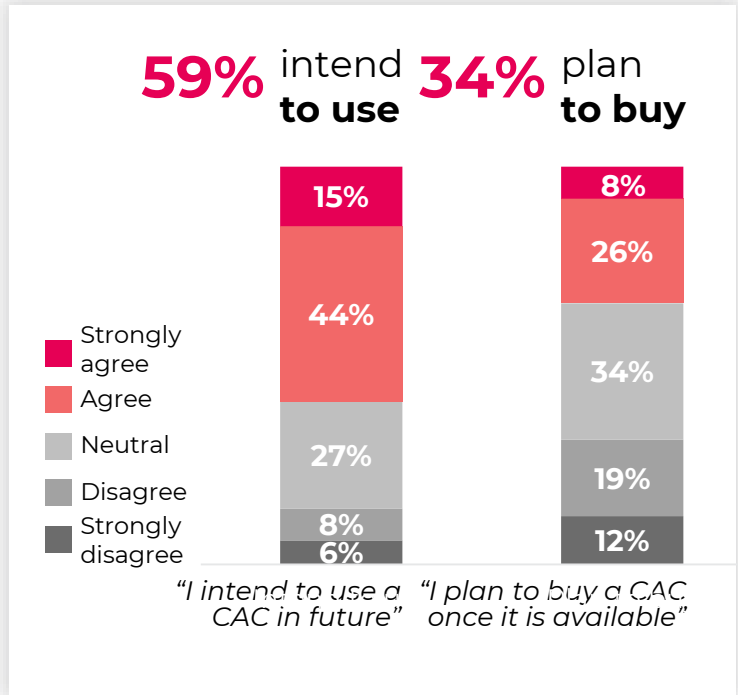 59% intend to use
34% plan to buy
15%
44%
27%
8%
6%
8%
26%
34%
19%
12%
Strongly
agree
Agree
Neutral
Disagree
Strongly
disagree
“I intend to use a
CAC in future”
“I plan to buy a CAC
once it is available”